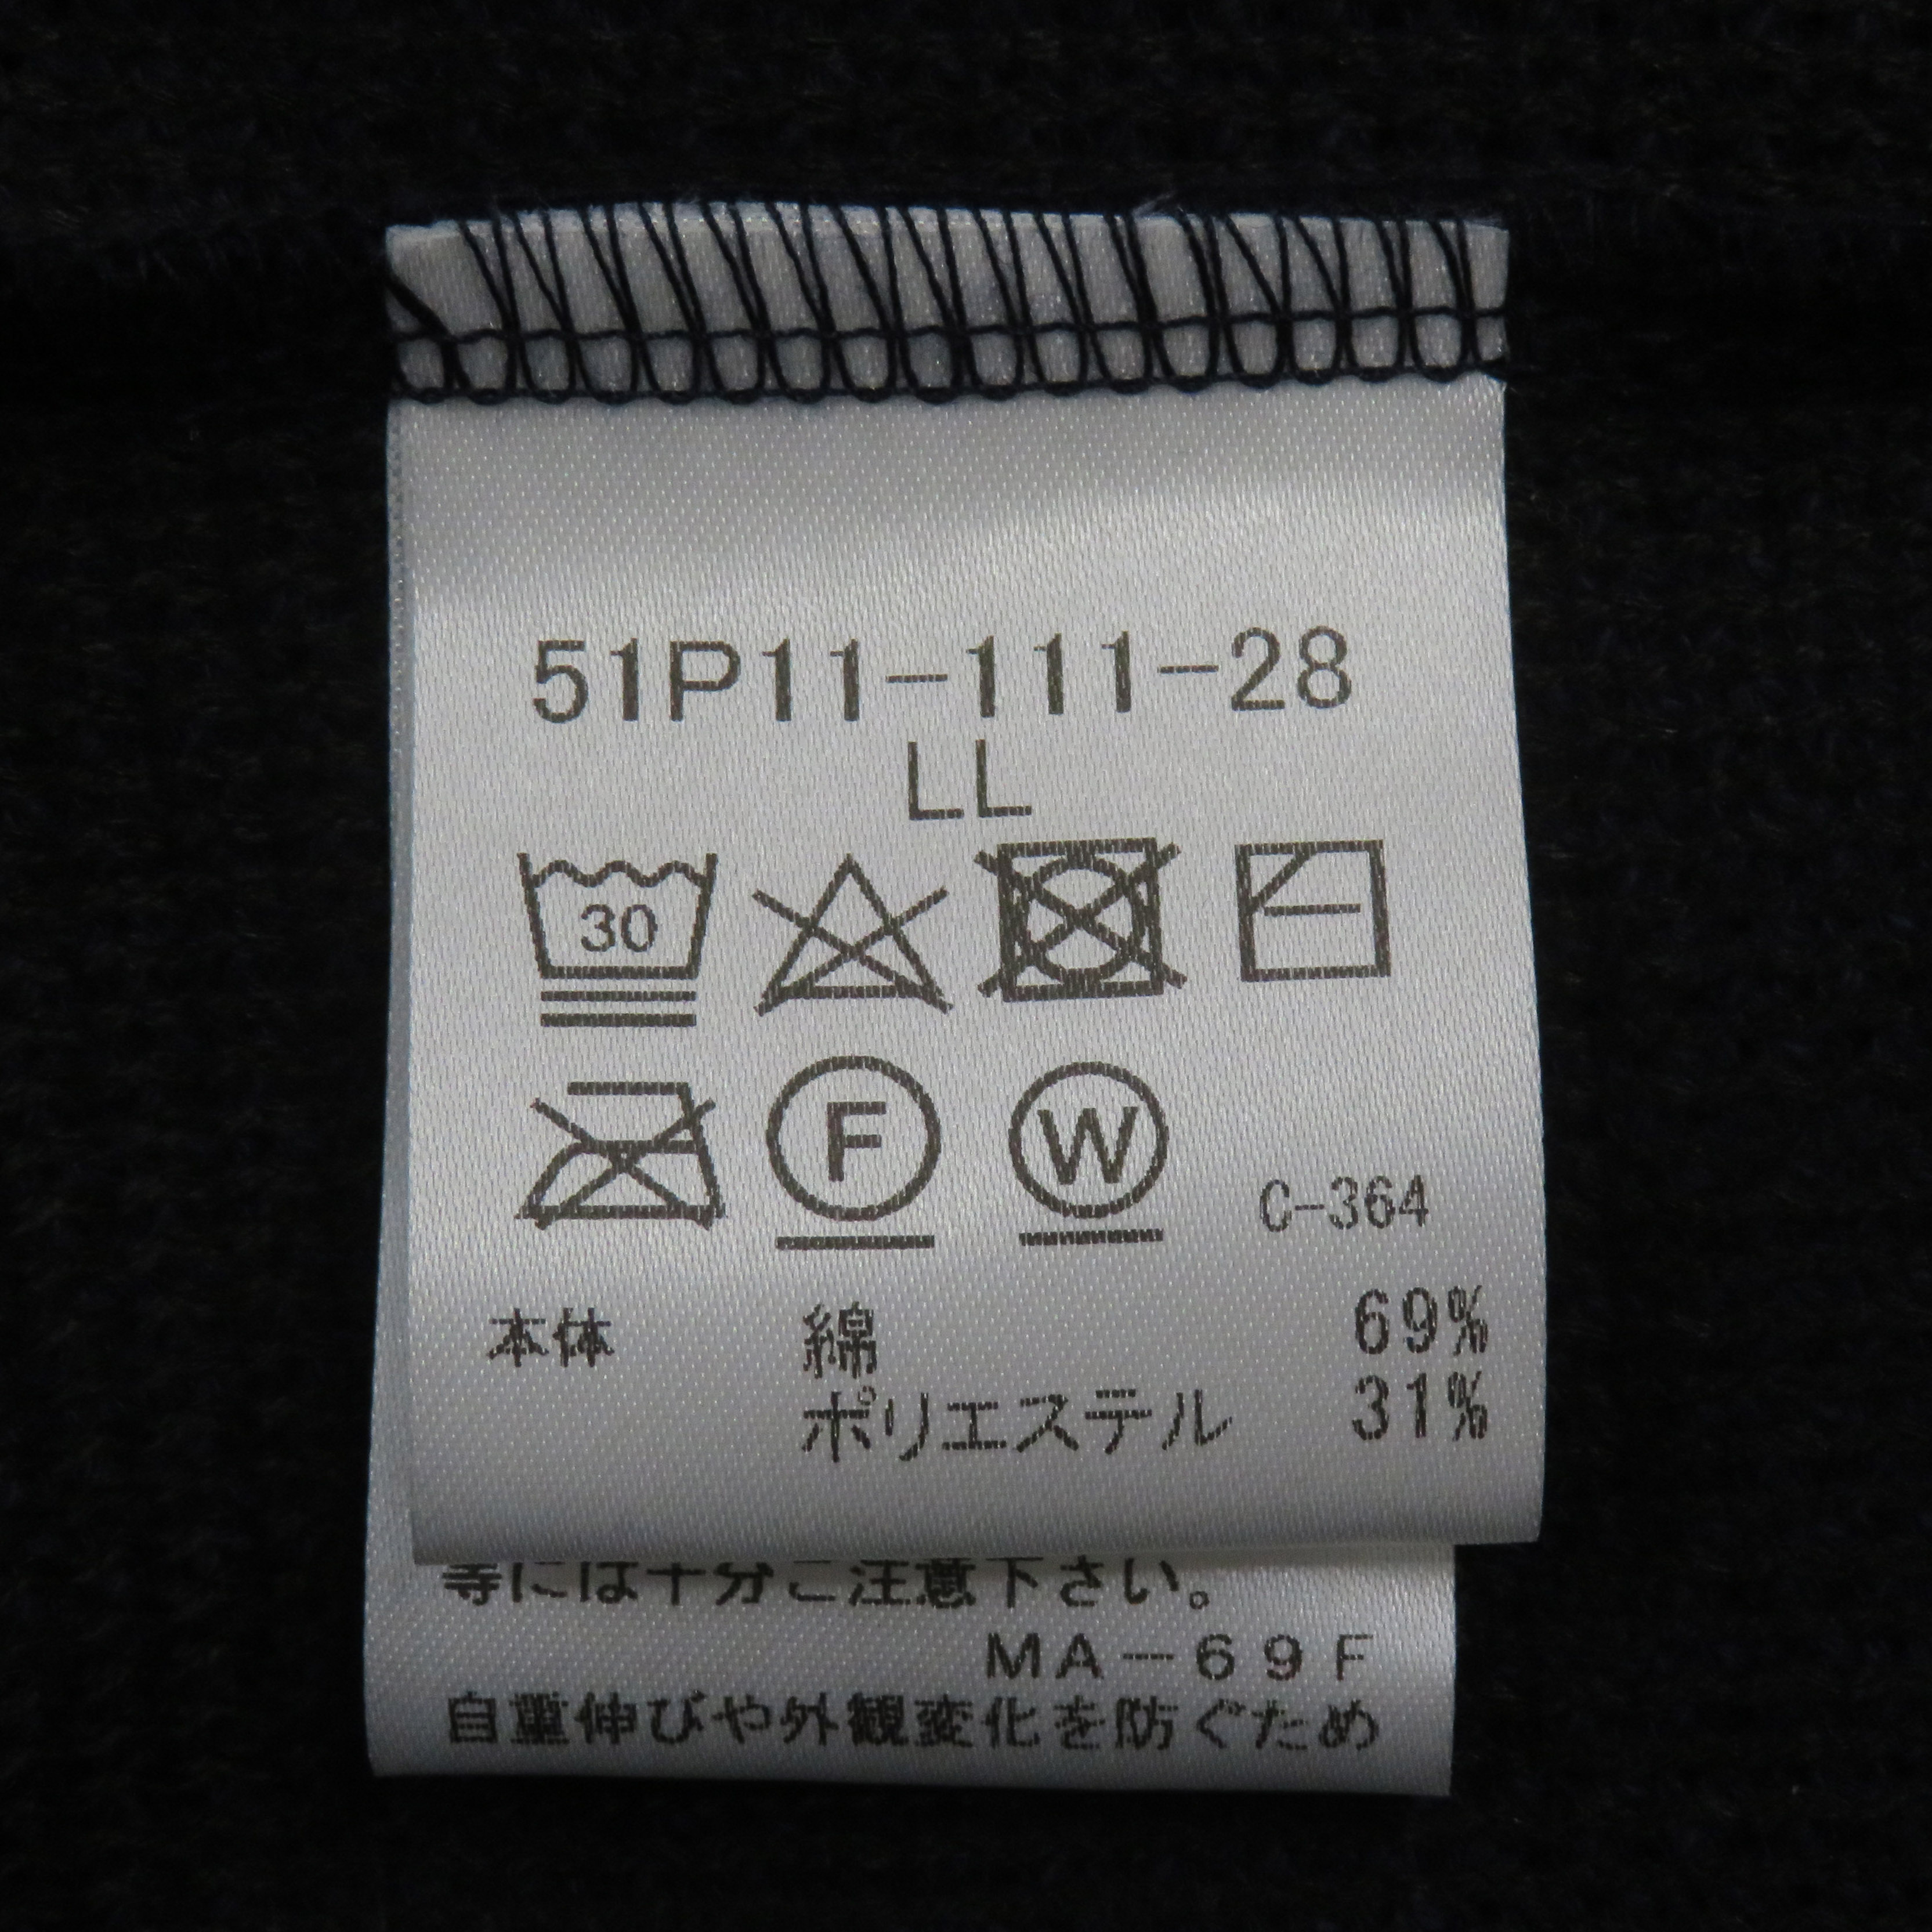 51P11-111-28
LL
30
F W C-364
本体 綿 69%
ポリエステル 31%
等には十分ご注意下さい。
MA-69F
自重伸びや外観変化を防ぐため